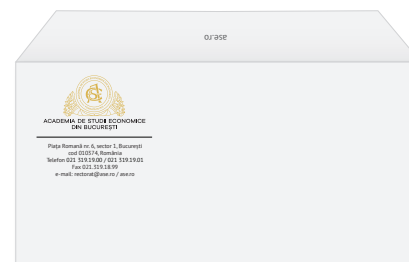 ase.ro
ACADEMIA DE STUDII ECONOMICE
DIN BUCUREȘTI
Piața Romană nr. 6, sector 1, București
cod 010374, România
Telefon 021 319.19.00 / 021 319.19.01
Fax 021.319.18.99
e-mail: rectorat@ase.ro / ase.ro